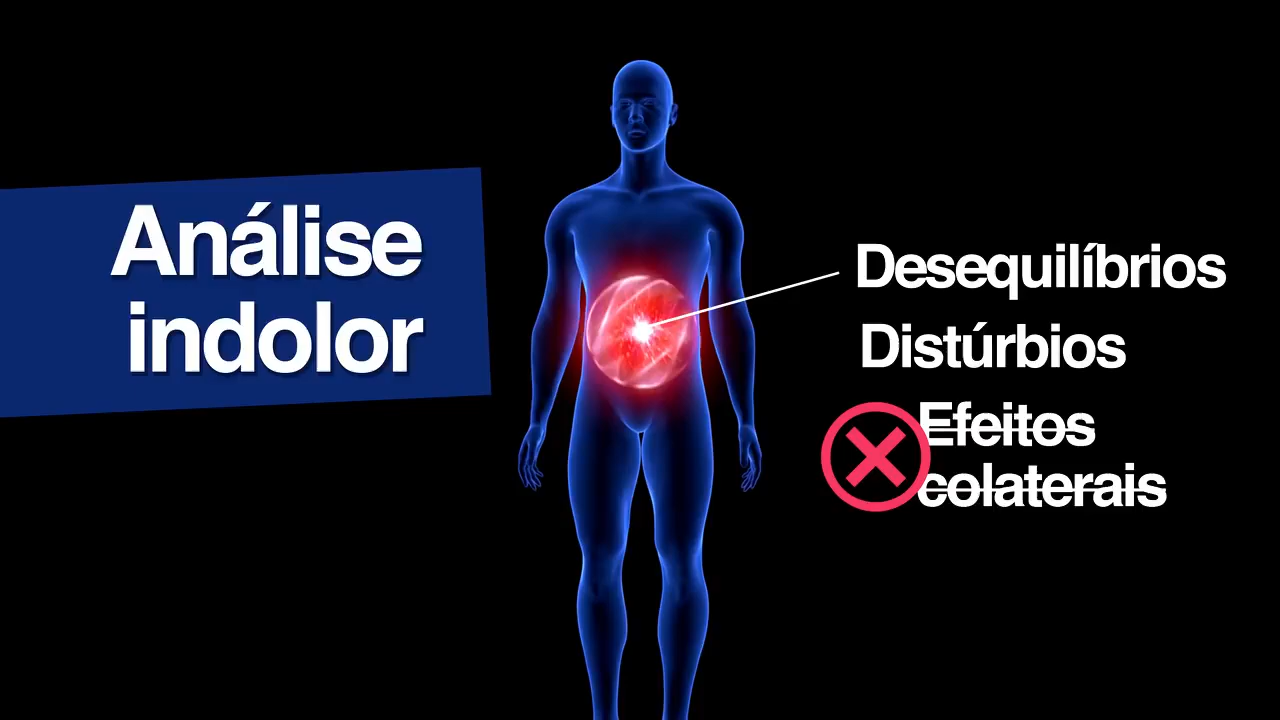 Análise
indolor
Desequilíbrios
Distúrbios
Efeitos
colaterais